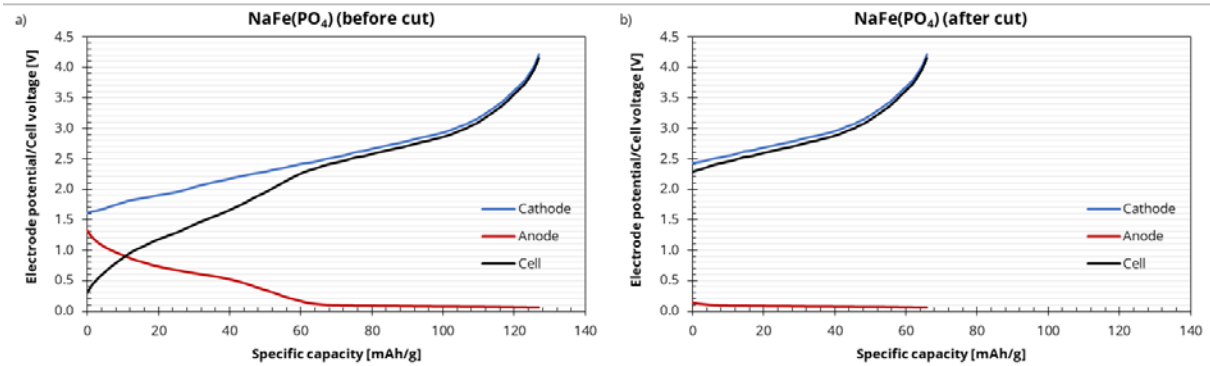 a)
NaFe(PO4) (before cut)
Electrode potential/Cell voltage [V]
4.5
4.0
3.5
3.0
2.5
2.0
1.5
1.0
0.5
0.0
Cathode
Anode
Cell
0 20 40 60 80 100 120 140
Specific capacity [mAh/g]
b)
NaFe(PO4) (after cut)
Electrode potential/Cell voltage [V]
4.5
4.0
3.5
3.0
2.5
2.0
1.5
1.0
0.5
0.0
Cathode
Anode
Cell
0 20 40 60 80 100 120 140
Specific capacity [mAh/g]